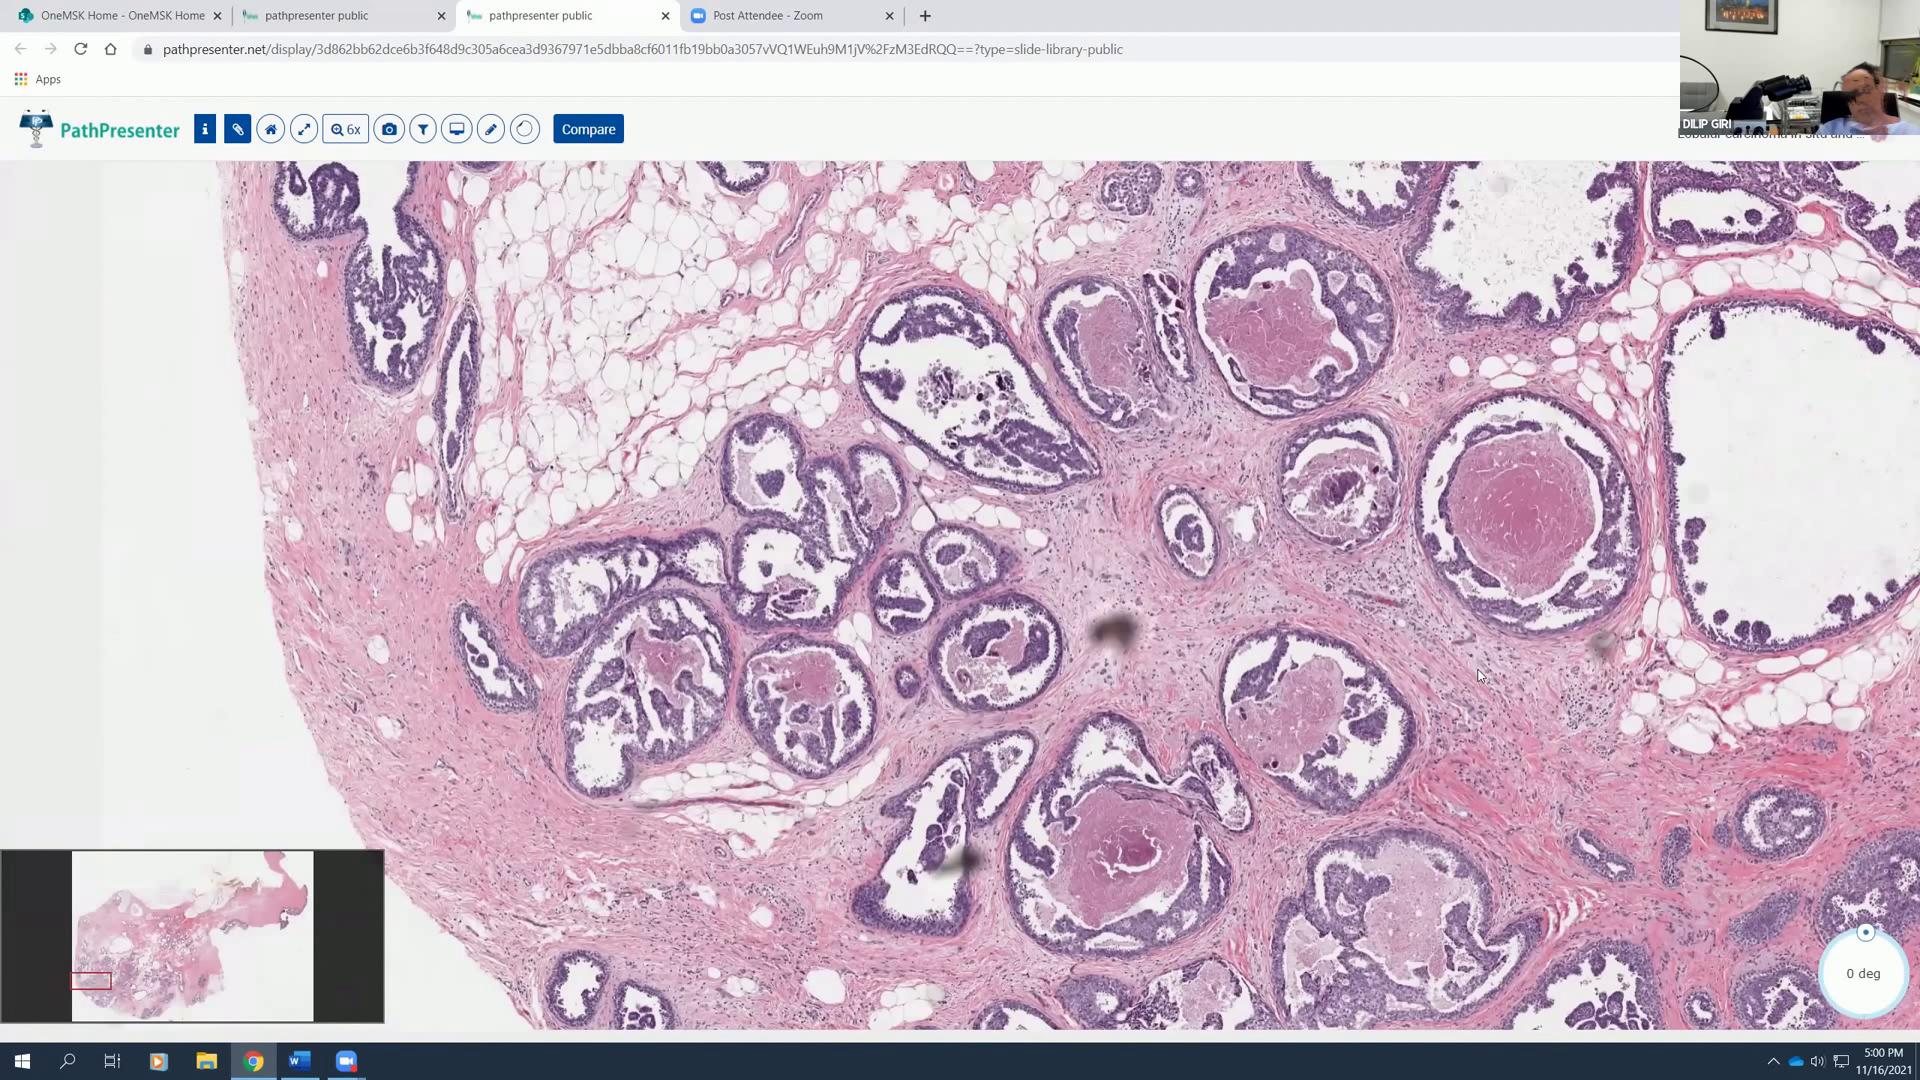 OneMSK Home - OneMSK Home
pathpresenter public
pathpresenter public
Post Attendee - Zoom
pathpresenter.net/display/3d862bb62dce6b3f648d9c305a6cea3d9367971e5dbba8cf6011fb19bb0a3057vVQ1WEuh9M1jV%2FzM3EdRQQ==?type=slide-library-public
Apps
PathPresenter
6x
Compare
DILIP GIRI
0 deg
5:00 PM
11/16/2021